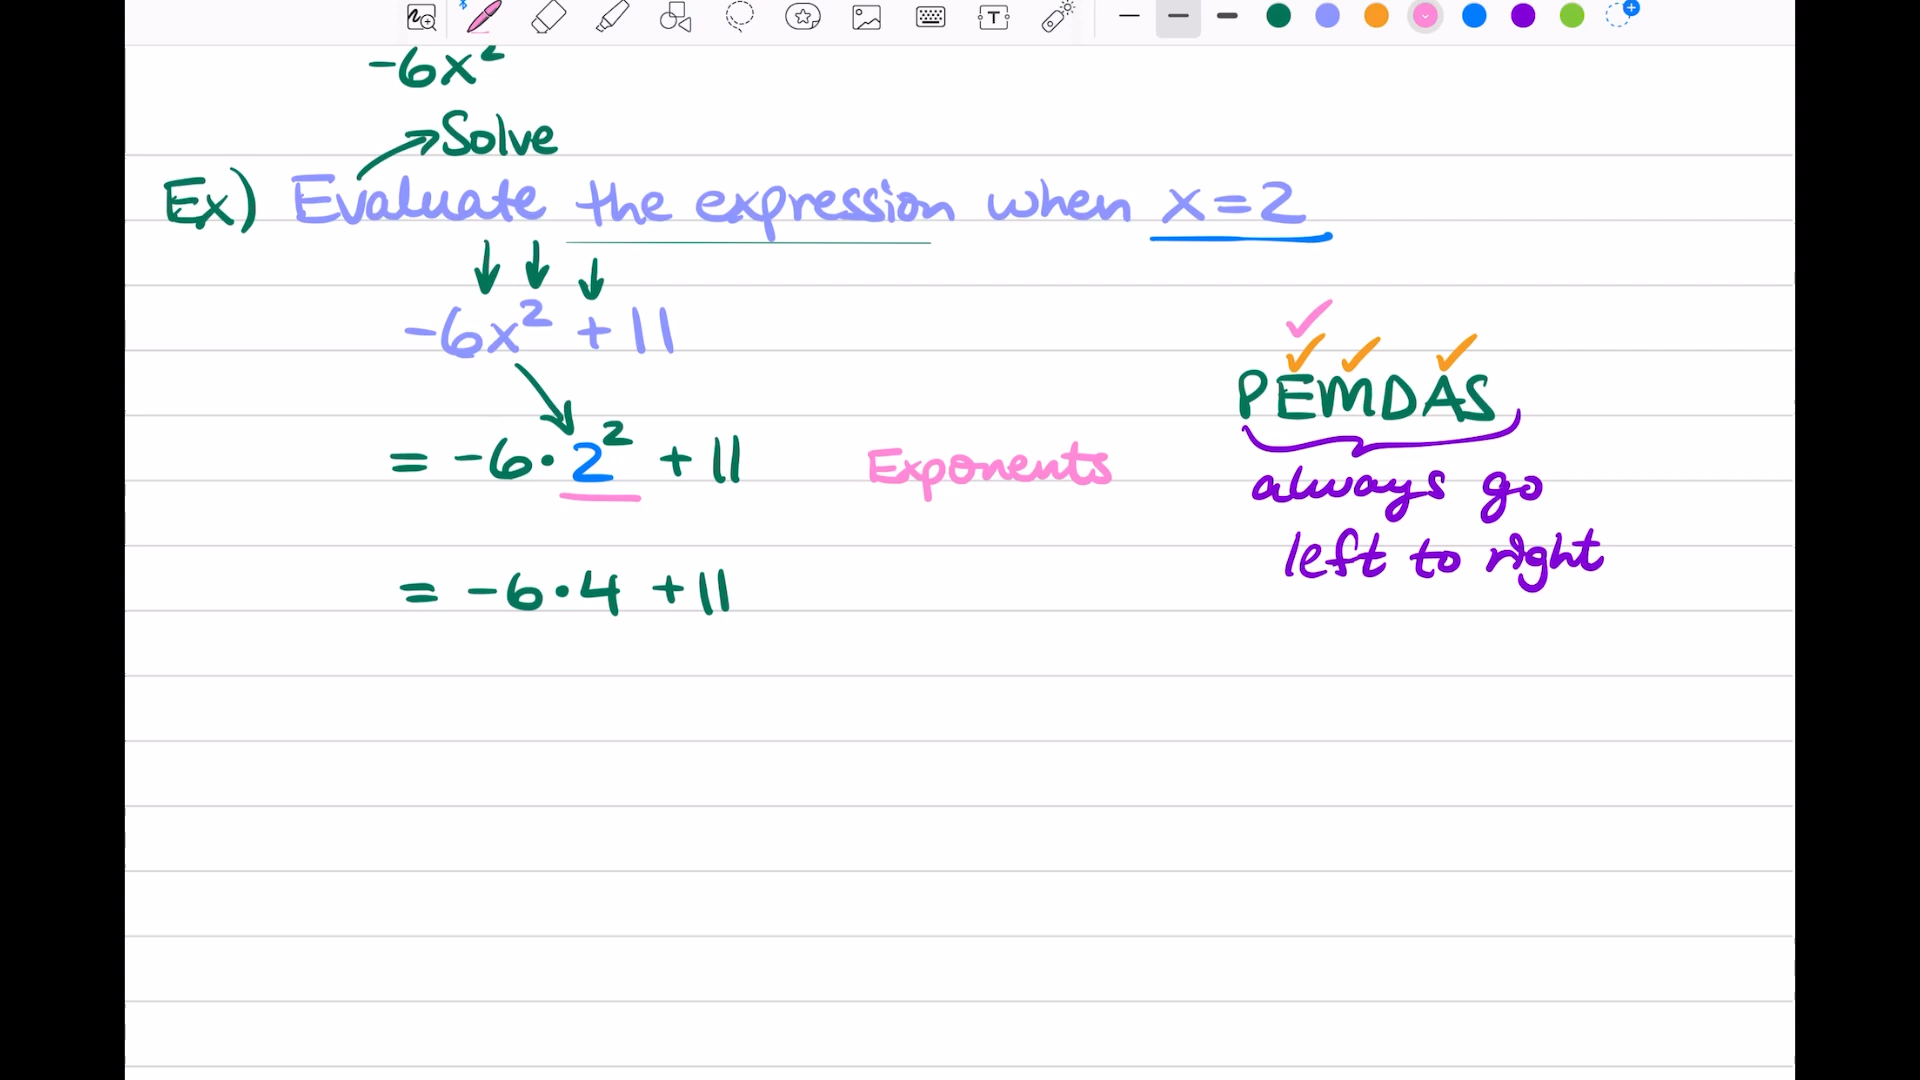 -6x²
Solve
Ex) Evaluate the expression when x=2
-6x² + 11
PEMDAS
= -6·2² + 11 Exponents
always go
left to right
= -6·4 +11